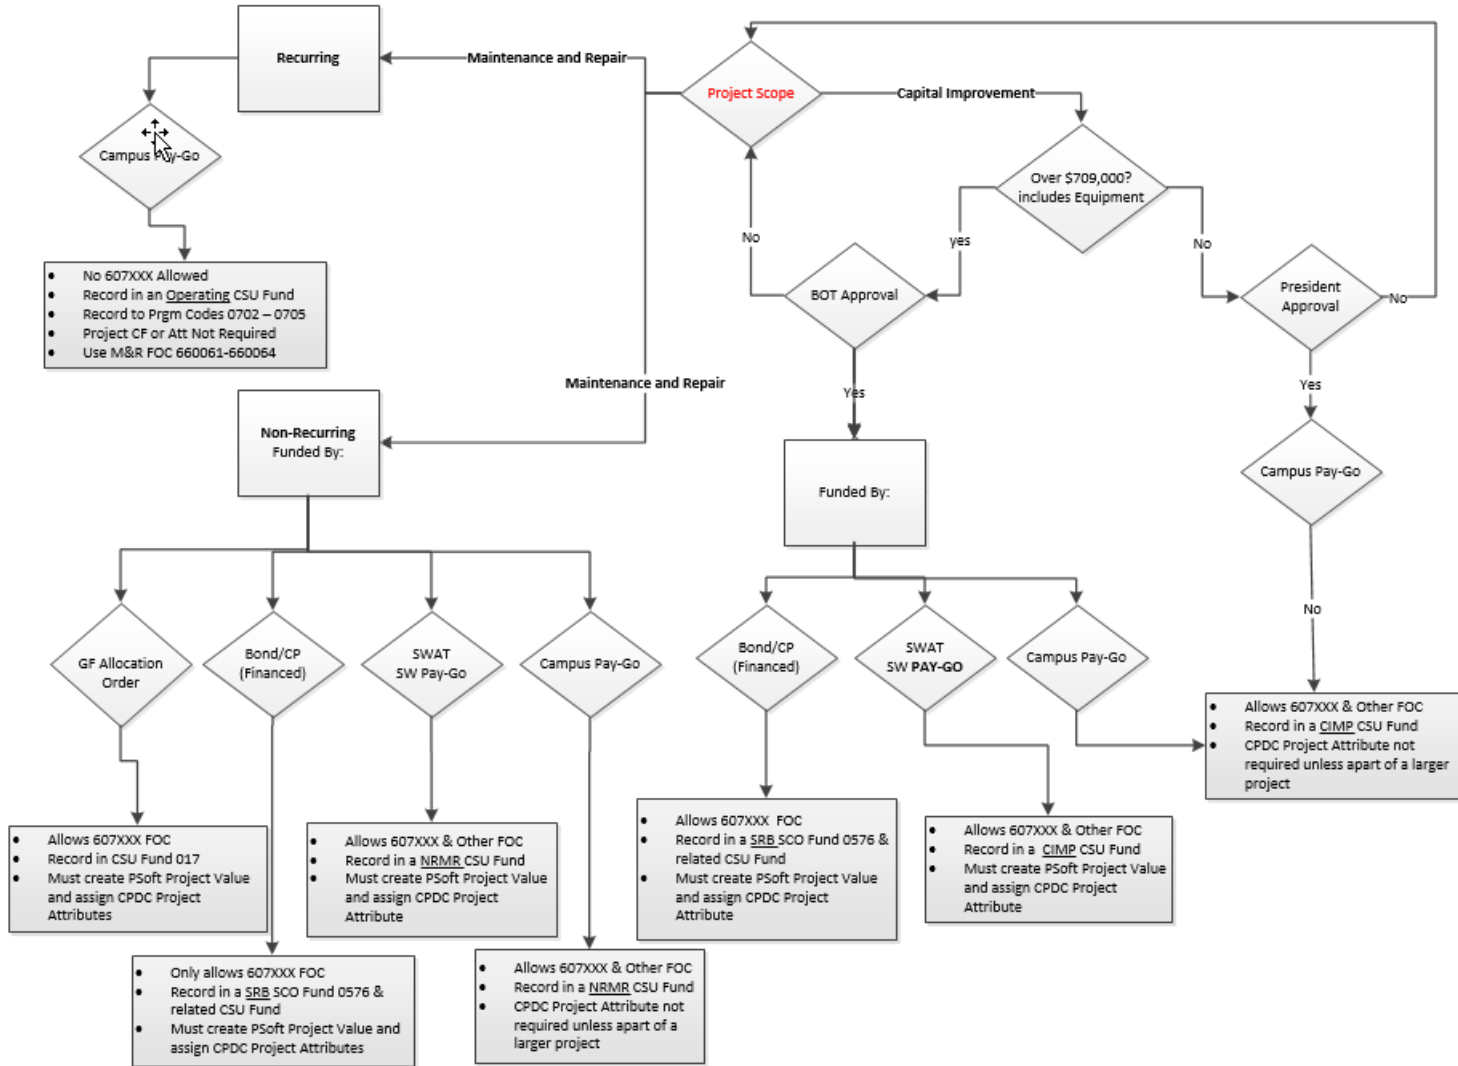 Recurring
Maintenance and Repair
Project Scope
Capital Improvement
Campus Pay-Go
Over $709,000?
includes Equipment
No
yes
No
BOT Approval
President
Approval
No
• No 607XXX Allowed
• Record in an Operating CSU Fund
• Record to Prgm Codes 0702 – 0705
• Project CF or Att Not Required
• Use M&R FOC 660061-660064
Maintenance and Repair
Yes
Yes
Non-Recurring
Funded By:
Funded By:
Campus Pay-Go
No
GF Allocation
Order
Bond/CP
(Financed)
SWAT
SW Pay-Go
Campus Pay-Go
Bond/CP
(Financed)
SWAT
SW PAY-GO
Campus Pay-Go
• Allows 607XXX & Other FOC
• Record in a CIMP CSU Fund
• CPDC Project Attribute not
required unless apart of a larger
project
• Allows 607XXX FOC
• Record in CSU Fund 017
• Must create PSoft Project Value
and assign CPDC Project
Attributes
• Allows 607XXX & Other FOC
• Record in a NRMR CSU Fund
• Must create PSoft Project Value
and assign CPDC Project
Attribute
• Allows 607XXX FOC
• Record in a SRB SCO Fund 0576 &
related CSU Fund
• Must create PSoft Project Value
and assign CPDC Project
Attribute
• Allows 607XXX & Other FOC
• Record in a CIMP CSU Fund
• Must create PSoft Project Value
and assign CPDC Project
Attribute
• Only allows 607XXX FOC
• Record in a SRB SCO Fund 0576 &
related CSU Fund
• Must create PSoft Project Value and
assign CPDC Project Attributes
• Allows 607XXX & Other FOC
• Record in a NRMR CSU Fund
• CPDC Project Attribute not
required unless apart of a
larger project